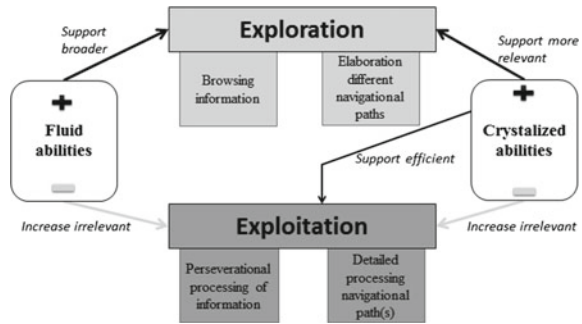 Support
broader
Exploration
Support more
relevant
Browsing
information
Elaboration
different
navigational
paths
Fluid
abilities
Crystalized
abilities
Support efficient
Increase irrelevant
Increase irrelevant
Exploitation
Perseverational
processing of
information
Detailed
processing
navigational
path(s)